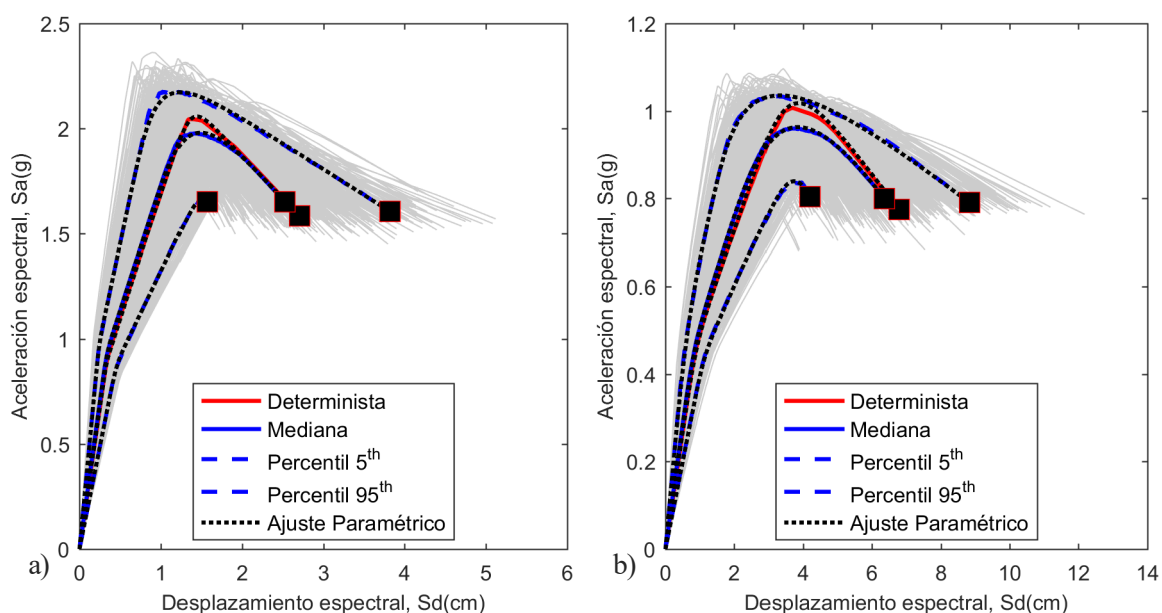 2.5
2
1.5
1
0.5
0
0
1
2
3
4
5
6
Aceleración espectral, Sa(g)
Desplazamiento espectral, Sd(cm)
Determinista
Mediana
Percentil 5th
Percentil 95th
Ajuste Paramétrico
a)
1.2
1
0.8
0.6
0.4
0.2
0
0
2
4
6
8
10
12
14
Aceleración espectral, Sa(g)
Desplazamiento espectral, Sd(cm)
Determinista
Mediana
Percentil 5th
Percentil 95th
Ajuste Paramétrico
b)